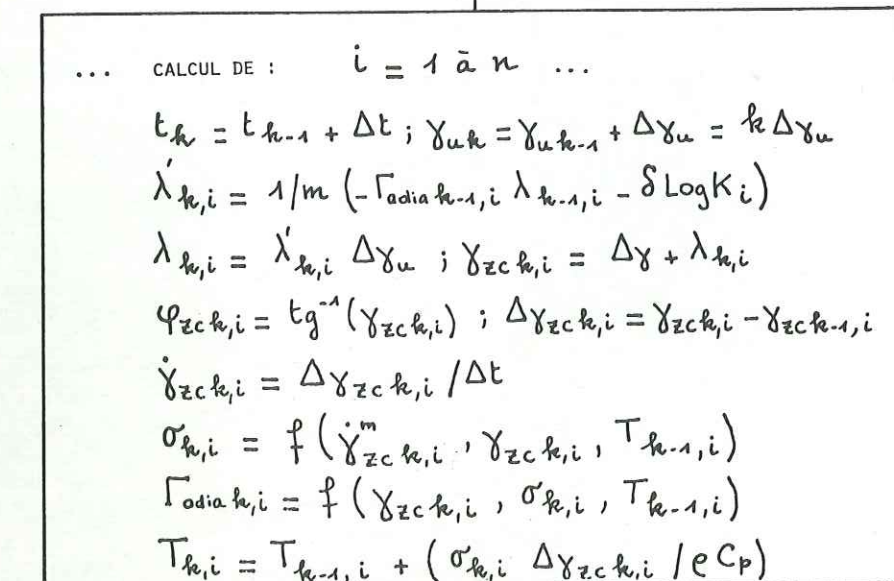 ... CALCUL DE : i = 1 à n ...
t_k = t_{k-1} + Δt ; γ_{uk} = γ_{uk-1} + Δγ_u = k Δγ_u
λ'_{k,i} = 1/m (-Γ_{adia k-1,i} λ_{k-1,i} - δLogK_i)
λ_{k,i} = λ'_{k,i} Δγ_u ; γ_{zc k,i} = Δγ + λ_{k,i}
φ_{zc k,i} = tg^{-1}(γ_{zc k,i}) ; Δγ_{zc k,i} = γ_{zc k,i} - γ_{zc k-1,i}
γ̇_{zc k,i} = Δγ_{zc k,i} / Δt
σ_{k,i} = f(γ̇^m_{zc k,i} , γ_{zc k,i} , T_{k-1,i})
Γ_{adia k,i} = f(γ_{zc k,i} , σ_{k,i} , T_{k-1,i})
T_{k,i} = T_{k-1,i} + (σ_{k,i} Δγ_{zc k,i} / ρ C_p)